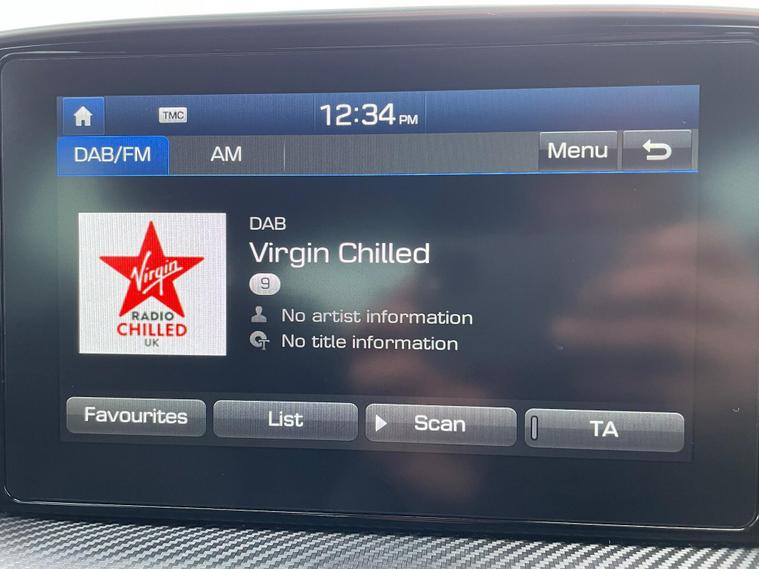 TMC
12:34 PM
DAB/FM
AM
Menu
DAB
Virgin Chilled
9
No artist information
No title information
Virgin
RADIO
CHILLED
UK
Favourites
List
Scan
TA